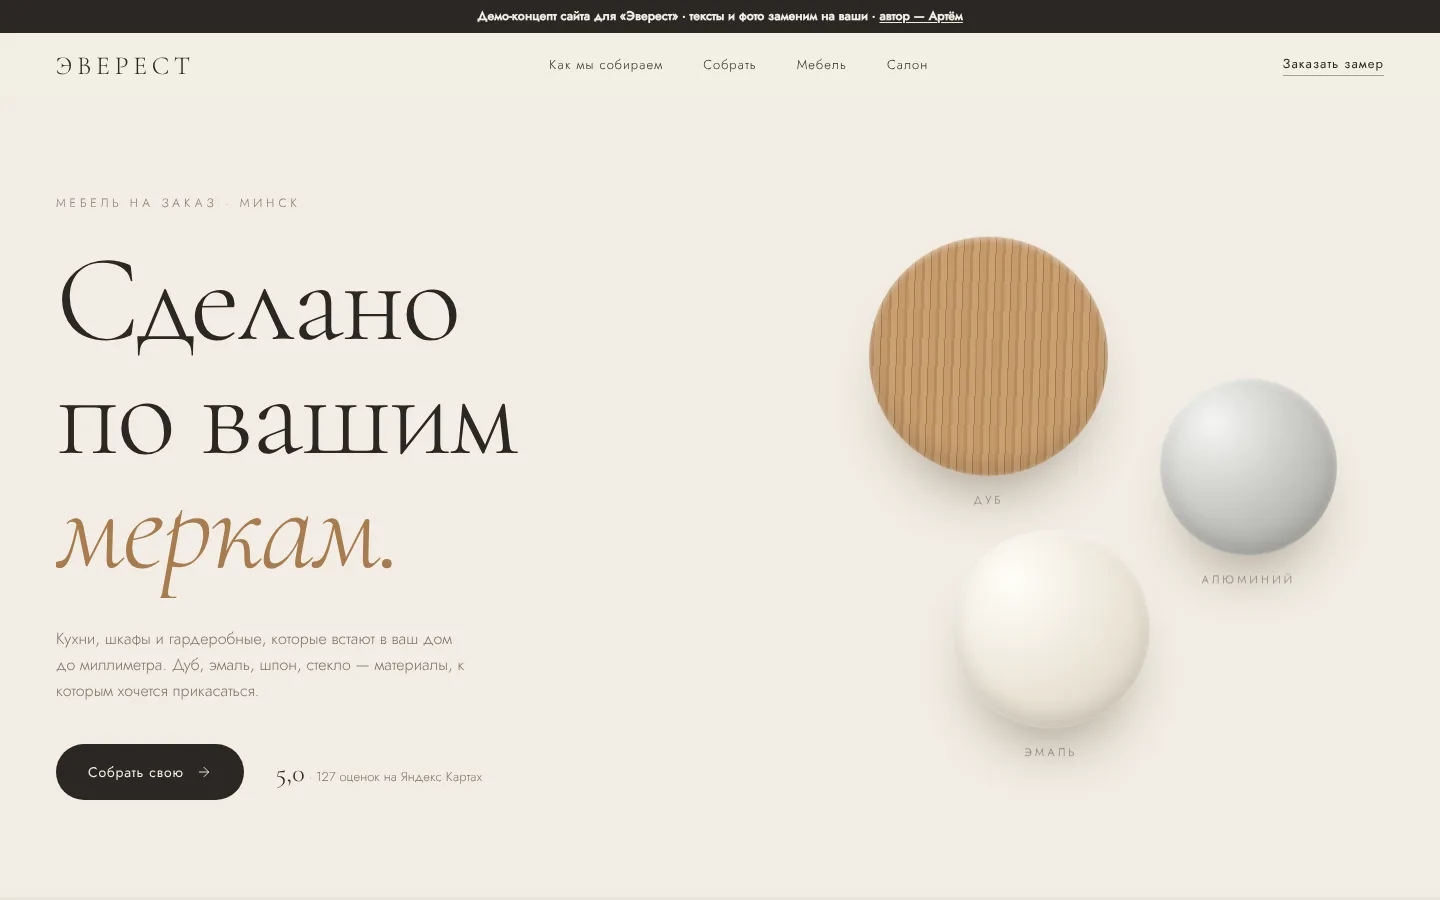 Демо-концепт сайта для «Эверест» · тексты и фото заменим на ваши · автор — Артём
ЭВЕРЕСТ
Как мы собираем
Собрать
Мебель
Салон
Заказать замер
МЕБЕЛЬ НА ЗАКАЗ · МИНСК
Сделано
по вашим
меркам.
Кухни, шкафы и гардеробные, которые встают в ваш дом
до миллиметра. Дуб, эмаль, шпон, стекло — материалы, к
которым хочется прикасаться.
Собрать свою →
5,0 · 127 оценок на Яндекс Картах
ДУБ
АЛЮМИНИЙ
ЭМАЛЬ